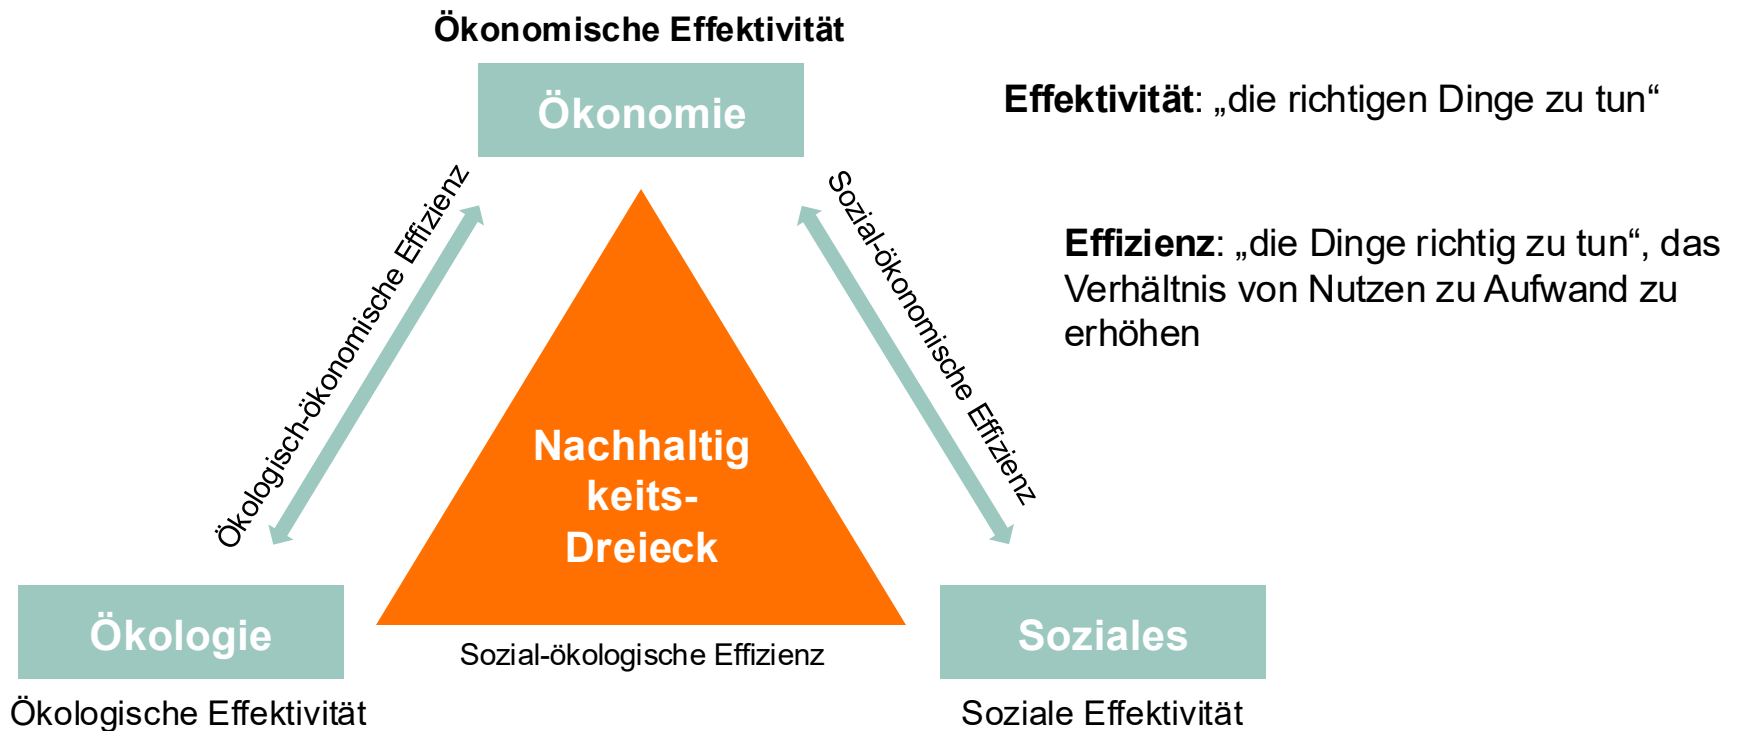 Ökonomische Effektivität
Ökonomie
Effektivität: „die richtigen Dinge zu tun“
Effizienz: „die Dinge richtig zu tun“, das
Verhältnis von Nutzen zu Aufwand zu
erhöhen
Ökologisch-ökonomische Effizienz
Sozial-ökonomische Effizienz
Nachhaltig
keits-
Dreieck
Ökologie
Soziales
Sozial-ökologische Effizienz
Ökologische Effektivität
Soziale Effektivität